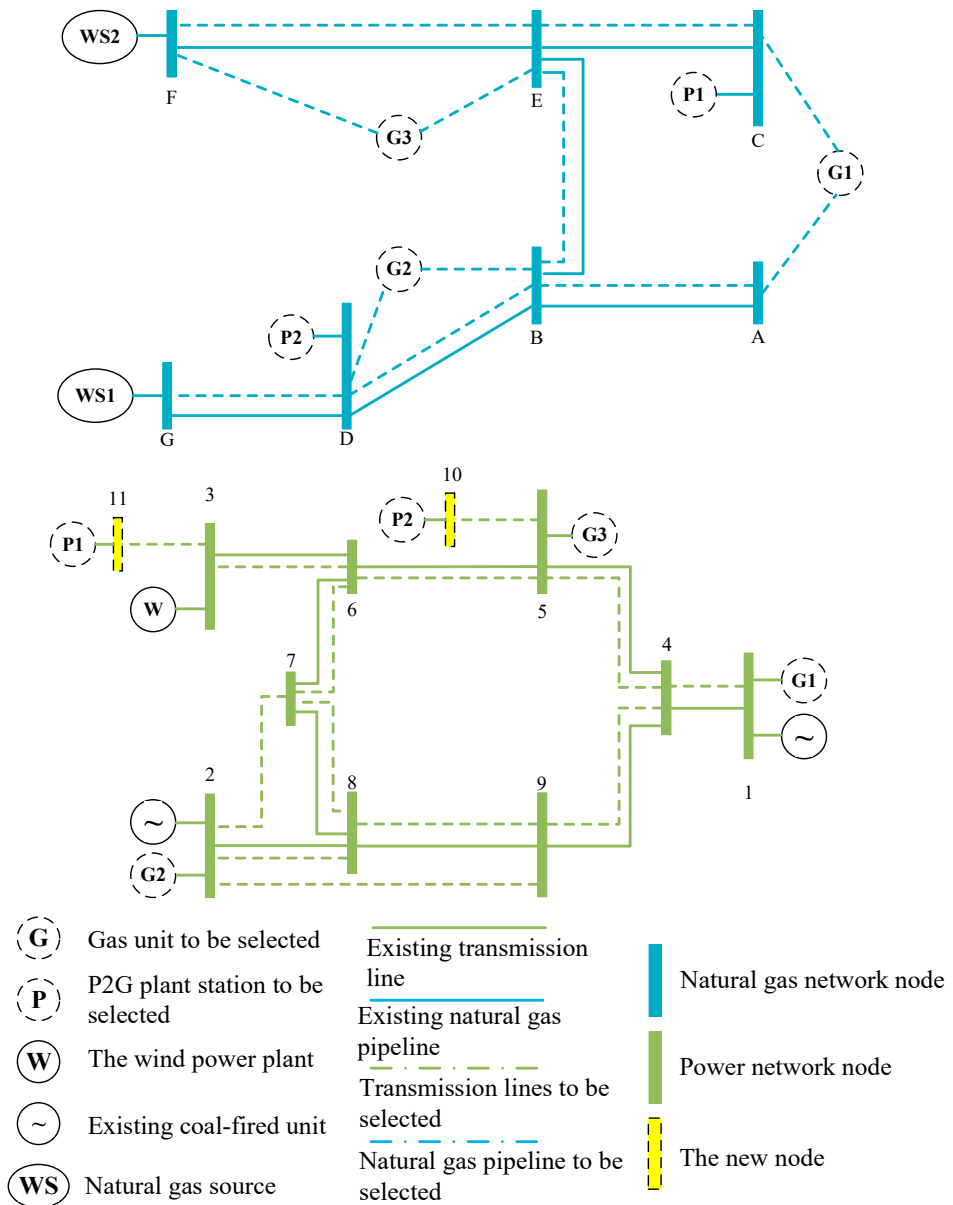 WS2
F
E
P1
C
G3
G1
G2
P2
B
A
WS1
G
D
11
3
10
P1
P2
G3
W
6
5
7
4
G1
~
2
8
9
1
~
G2
G
Gas unit to be selected
P
P2G plant station to be
selected
W
The wind power plant
~
Existing coal-fired unit
WS
Natural gas source
Existing transmission
line
Existing natural gas
pipeline
Transmission lines to be
selected
Natural gas pipeline to be
selected
Natural gas network node
Power network node
The new node